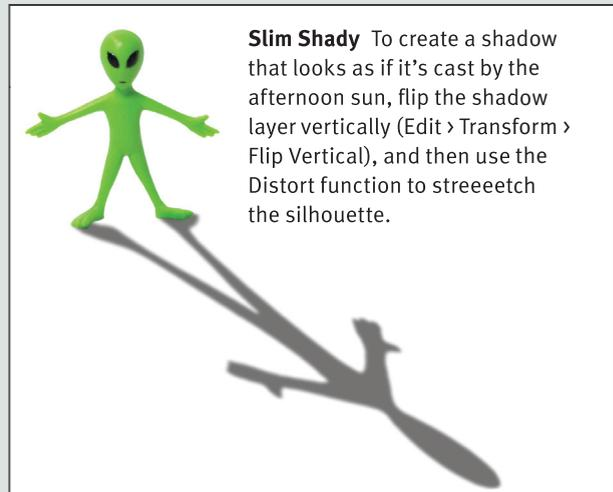 Slim Shady  To create a shadow
that looks as if it's cast by the
afternoon sun, flip the shadow
layer vertically (Edit › Transform ›
Flip Vertical), and then use the
Distort function to streeeetch
the silhouette.